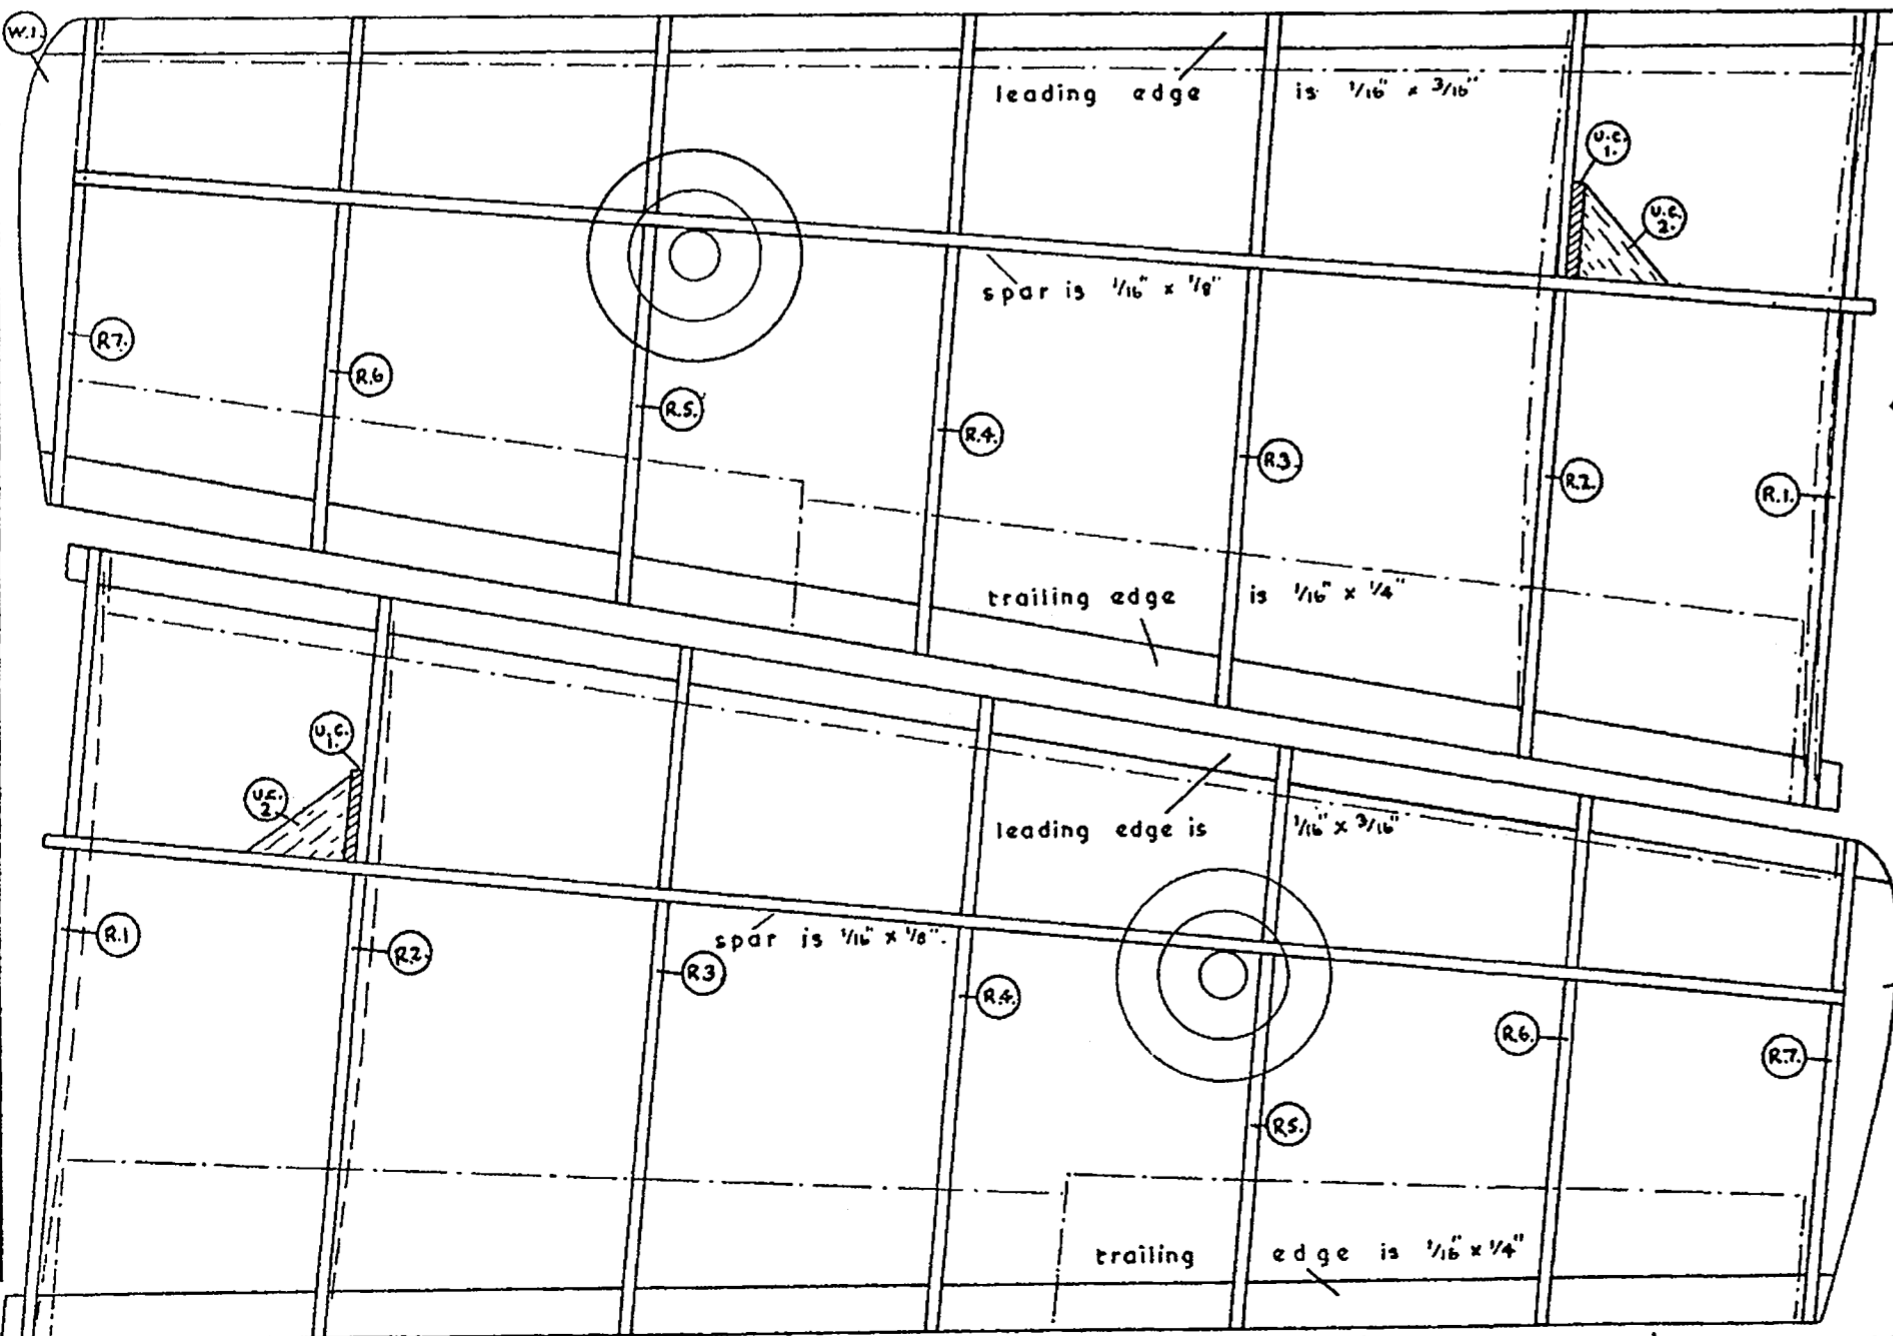 W.1.
leading edge is 1/16" x 3/16"
U.C. 1.
U.C. 2.
spar is 1/16" x 1/8"
R7.
R.6
R.5.
R.4.
R.3.
R.2.
R.1.
trailing edge is 1/16" x 1/4"
U.C. 1.
U.C. 2
leading edge is 1/16" x 3/16"
spar is 1/16" x 1/8".
R.1
R.2.
R.3
R.4.
R.6.
R.7.
R.5.
trailing edge is 1/16" x 1/4"